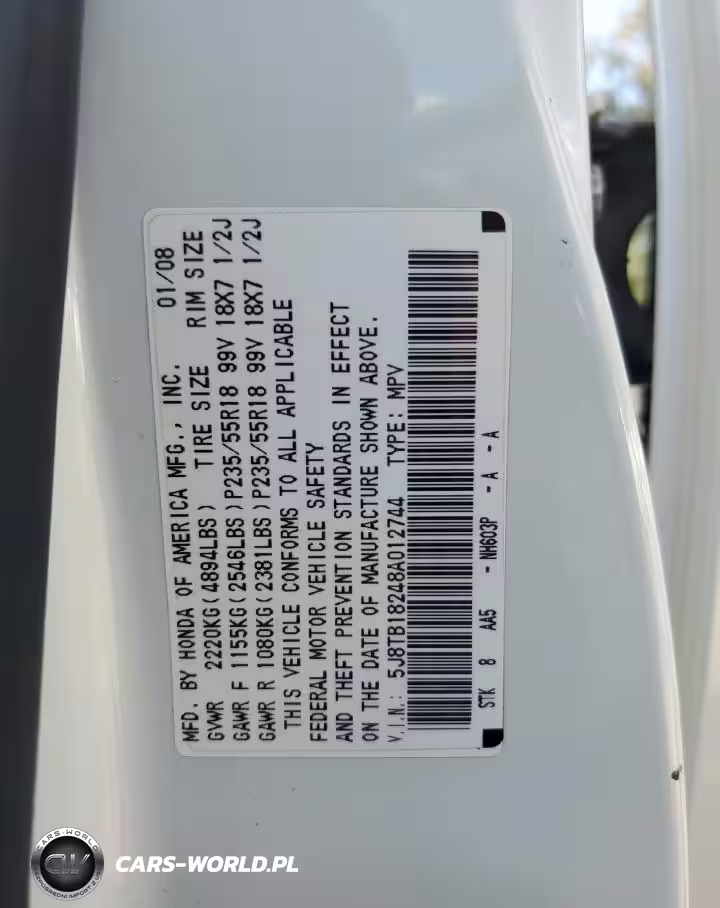 MFD. BY HONDA OF AMERICA MFG., INC. 01/08
GVWR 2220KG(4894LBS) TIRE SIZE RIM SIZE
GAWR F 1155KG(2546LBS)P235/55R18 99V 18X7 1/2J
GAWR R 1080KG(2381LBS)P235/55R18 99V 18X7 1/2J
THIS VEHICLE CONFORMS TO ALL APPLICABLE
FEDERAL MOTOR VEHICLE SAFETY
AND THEFT PREVENTION STANDARDS IN EFFECT
ON THE DATE OF MANUFACTURE SHOWN ABOVE.
V.I.N.: 5J8TB18248A012744 TYPE: MPV
STK 8 AA5 - NH603P - A - A
CARS-WORLD
CW
CARS-WORLD.PL